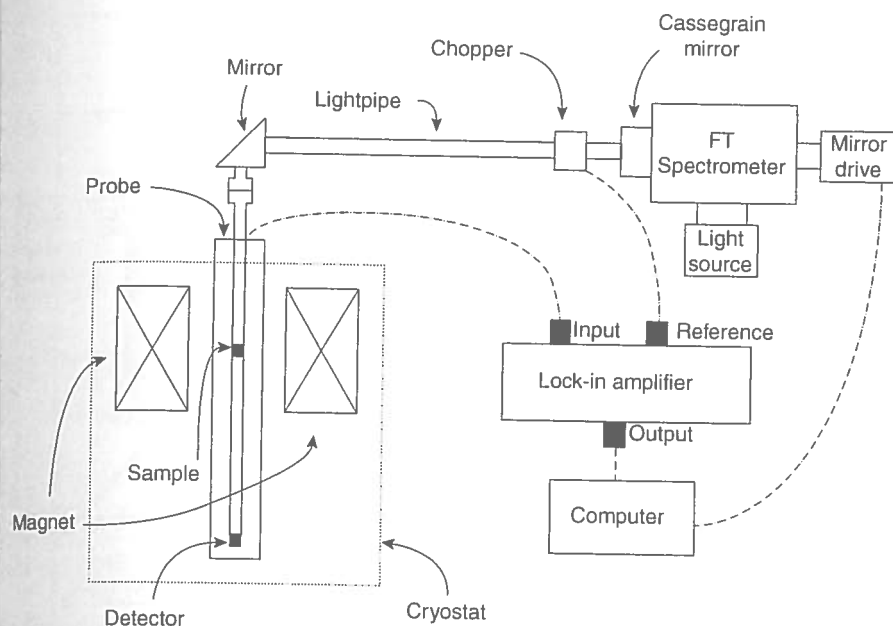 Cassegrain
mirror
Chopper
Mirror
Lightpipe
FT
Spectrometer
Mirror
drive
Probe
Light
source
Input
Reference
Lock-in amplifier
Output
Sample
Magnet
Computer
Detector
Cryostat